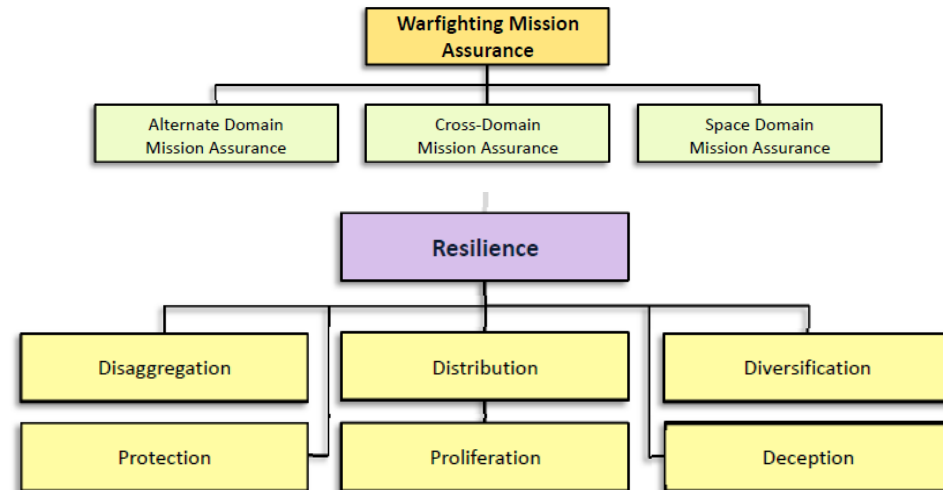 Warfighting Mission
Assurance
Alternate Domain
Mission Assurance
Cross-Domain
Mission Assurance
Space Domain
Mission Assurance
Resilience
Disaggregation
Distribution
Diversification
Protection
Proliferation
Deception